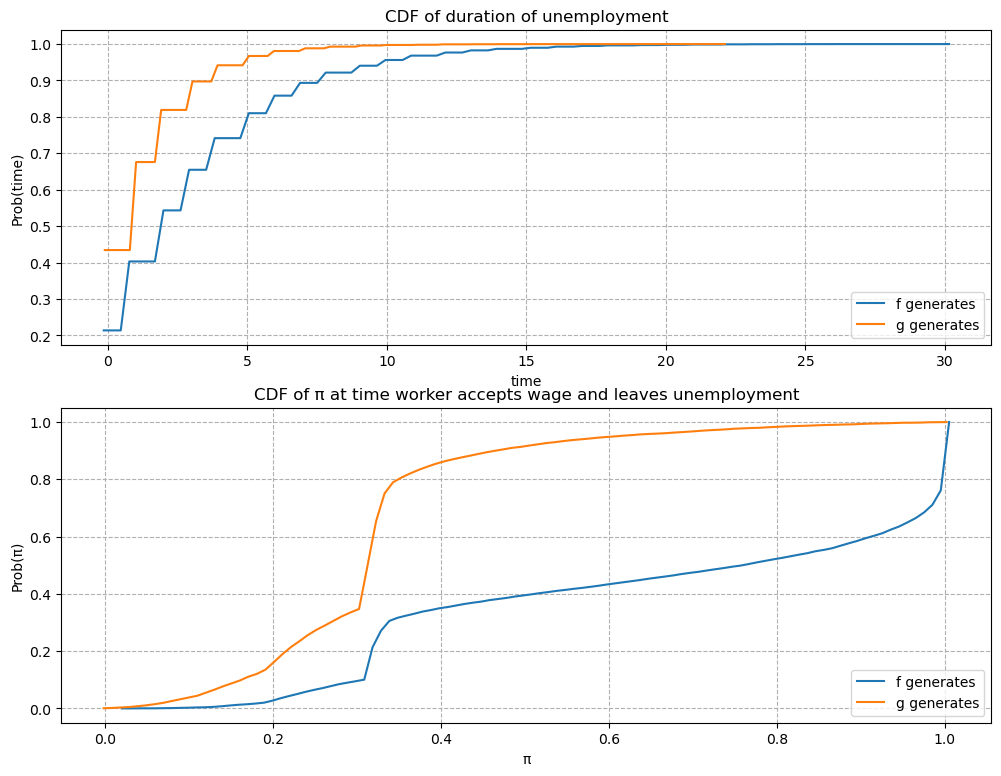 CDF of duration of unemployment
Prob(time)
1.0
0.9
0.8
0.7
0.6
0.5
0.4
0.3
0.2
f generates
g generates
0 5 10 15 20 25 30
time
CDF of π at time worker accepts wage and leaves unemployment
Prob(π)
1.0
0.8
0.6
0.4
0.2
0.0
f generates
g generates
0.0 0.2 0.4 0.6 0.8 1.0
π